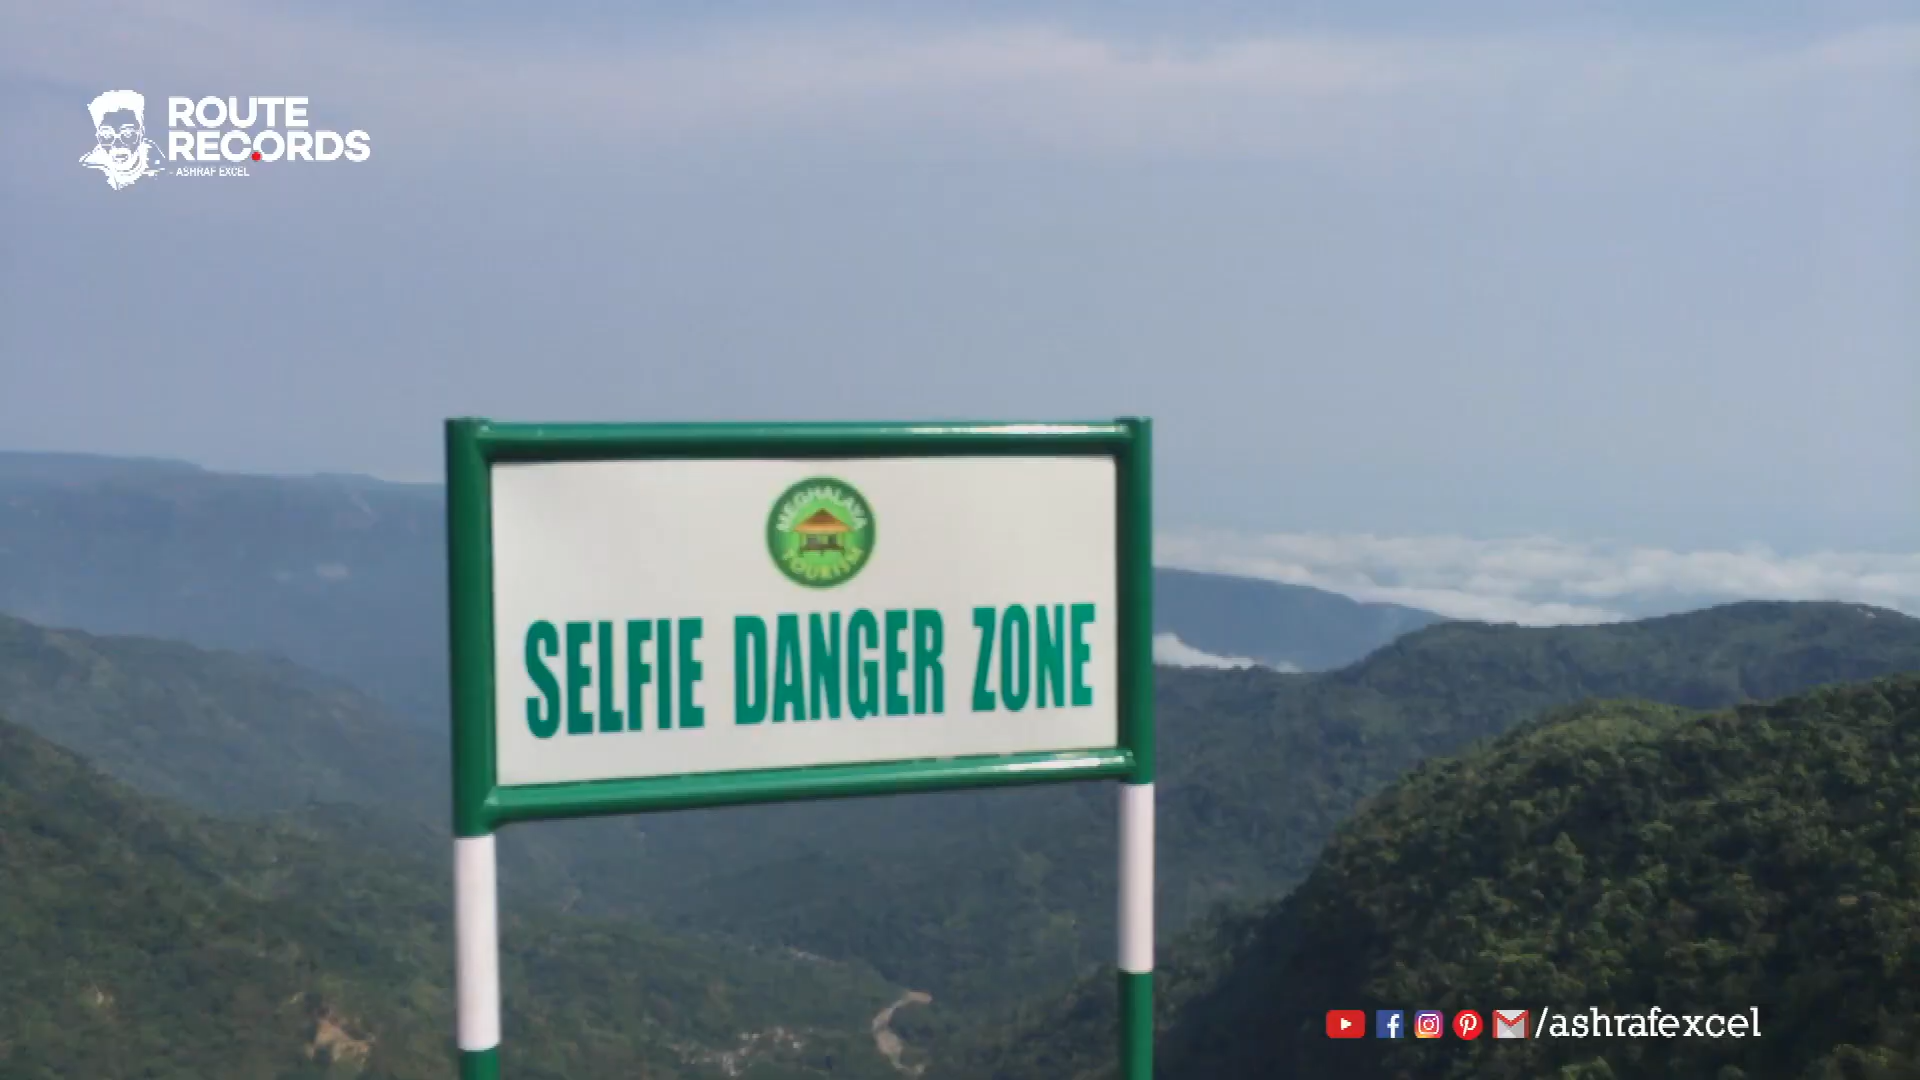 ROUTE
RECORDS
- ASHRAF EXCEL
MEGHALAYA
TOURISM
SELFIE DANGER ZONE
/ashrafexcel